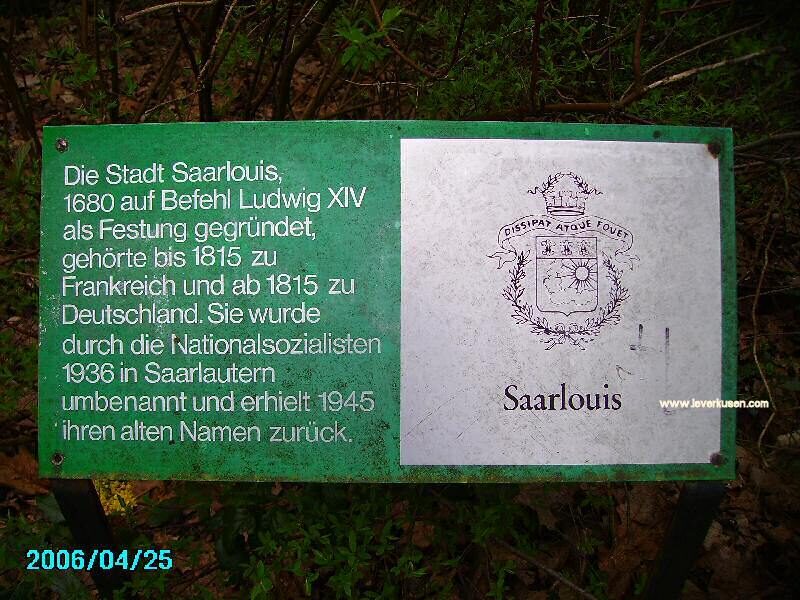 Die Stadt Saarlouis,
1680 auf Befehl Ludwig XIV
als Festung gegründet,
gehörte bis 1815 zu
Frankreich und ab 1815 zu
Deutschland. Sie wurde
durch die Nationalsozialisten
1936 in Saarlautern
umbenannt und erhielt 1945
ihren alten Namen zurück.
DISSIPAT ATQUE FOVET
Saarlouis
www.leverkusen.com
2006/04/25